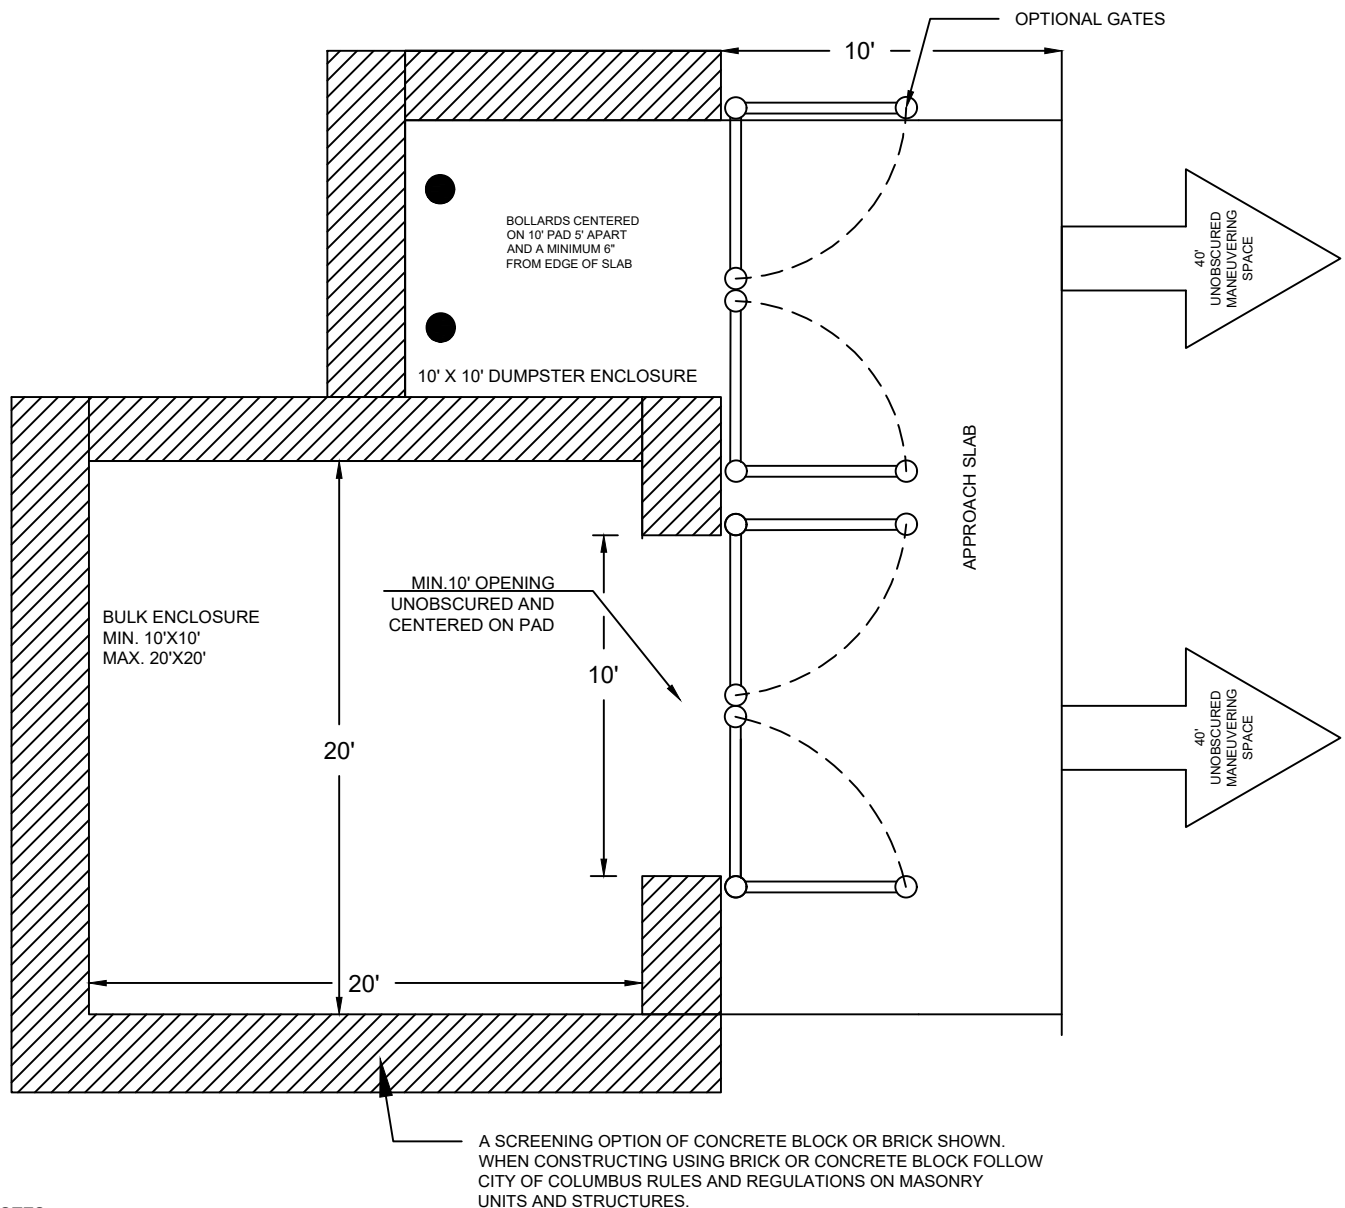 OPTIONAL GATES
10'
BOLLARDS CENTERED
ON 10' PAD 5' APART
AND A MINIMUM 6"
FROM EDGE OF SLAB
40'
UNOBSCURED
MANEUVERING
SPACE
10' X 10' DUMPSTER ENCLOSURE
APPROACH SLAB
MIN.10' OPENING
UNOBSCURED AND
CENTERED ON PAD
BULK ENCLOSURE
MIN. 10'X10'
MAX. 20'X20'
10'
20'
40'
UNOBSCURED
MANEUVERING
SPACE
20'
A SCREENING OPTION OF CONCRETE BLOCK OR BRICK SHOWN.
WHEN CONSTRUCTING USING BRICK OR CONCRETE BLOCK FOLLOW
CITY OF COLUMBUS RULES AND REGULATIONS ON MASONRY
UNITS AND STRUCTURES.